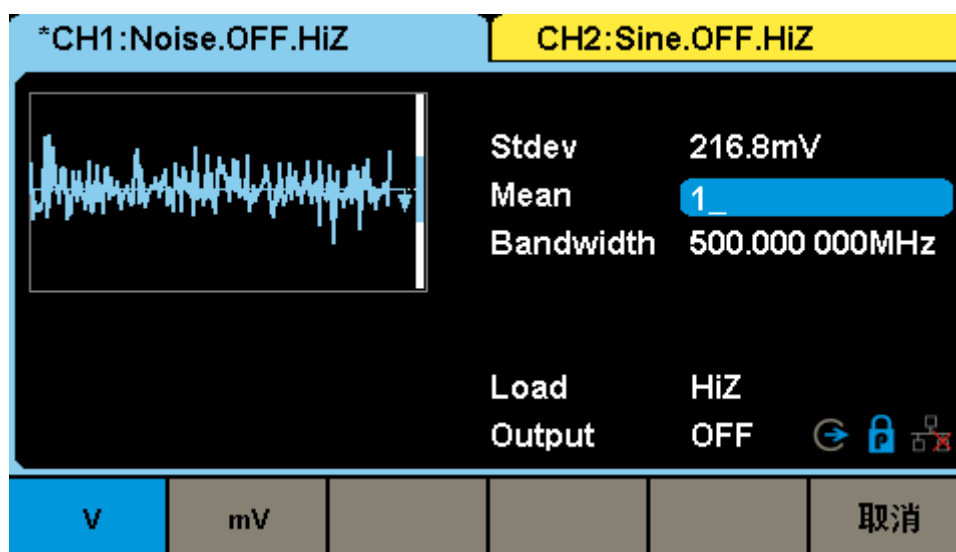 *CH1:Noise.OFF.HiZ CH2:Sine.OFF.HiZ
Stdev 216.8mV
Mean 1_
Bandwidth 500.000 000MHz
Load HiZ
Output OFF
V mV 取消